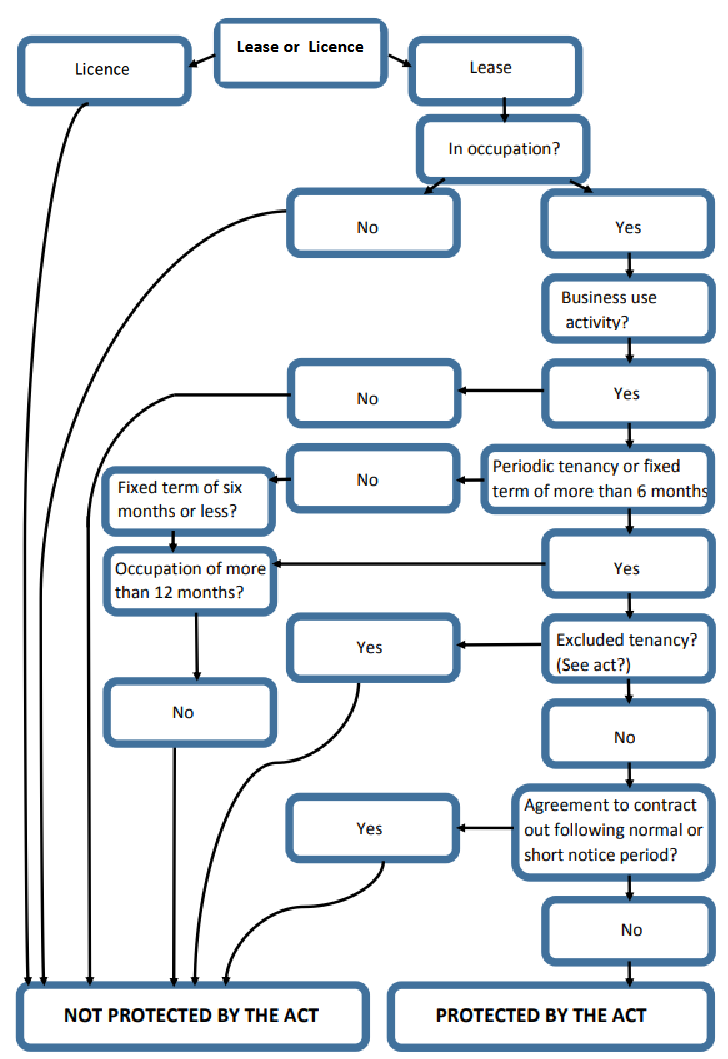 Lease or Licence
Licence
Lease
In occupation?
No
Yes
Business use
activity?
No
Yes
Periodic tenancy or fixed
term of more than 6 months
No
Fixed term of six
months or less?
Occupation of more
than 12 months?
Yes
Excluded tenancy?
(See act?)
Yes
No
No
Agreement to contract
out following normal or
short notice period?
Yes
No
NOT PROTECTED BY THE ACT
PROTECTED BY THE ACT